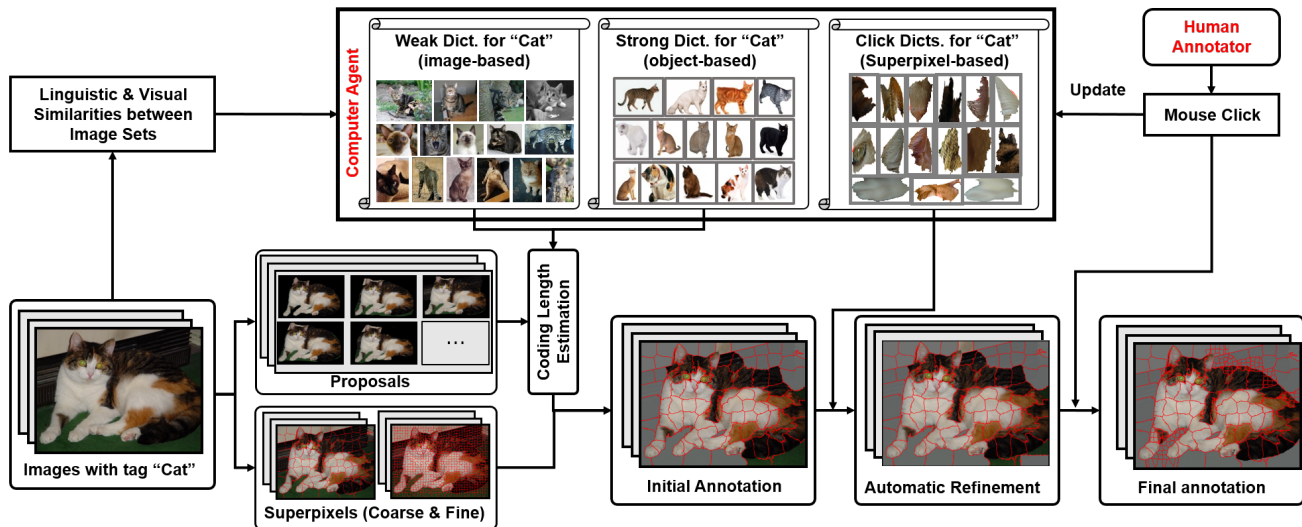 Computer Agent
Weak Dict. for “Cat”
(image-based)
Strong Dict. for “Cat”
(object-based)
Click Dicts. for “Cat”
(Superpixel-based)
Human
Annotator
Update
Mouse Click
Linguistic & Visual
Similarities between
Image Sets
Images with tag “Cat”
...
Proposals
Superpixels (Coarse & Fine)
Coding Length
Estimation
Initial Annotation
Automatic Refinement
Final annotation